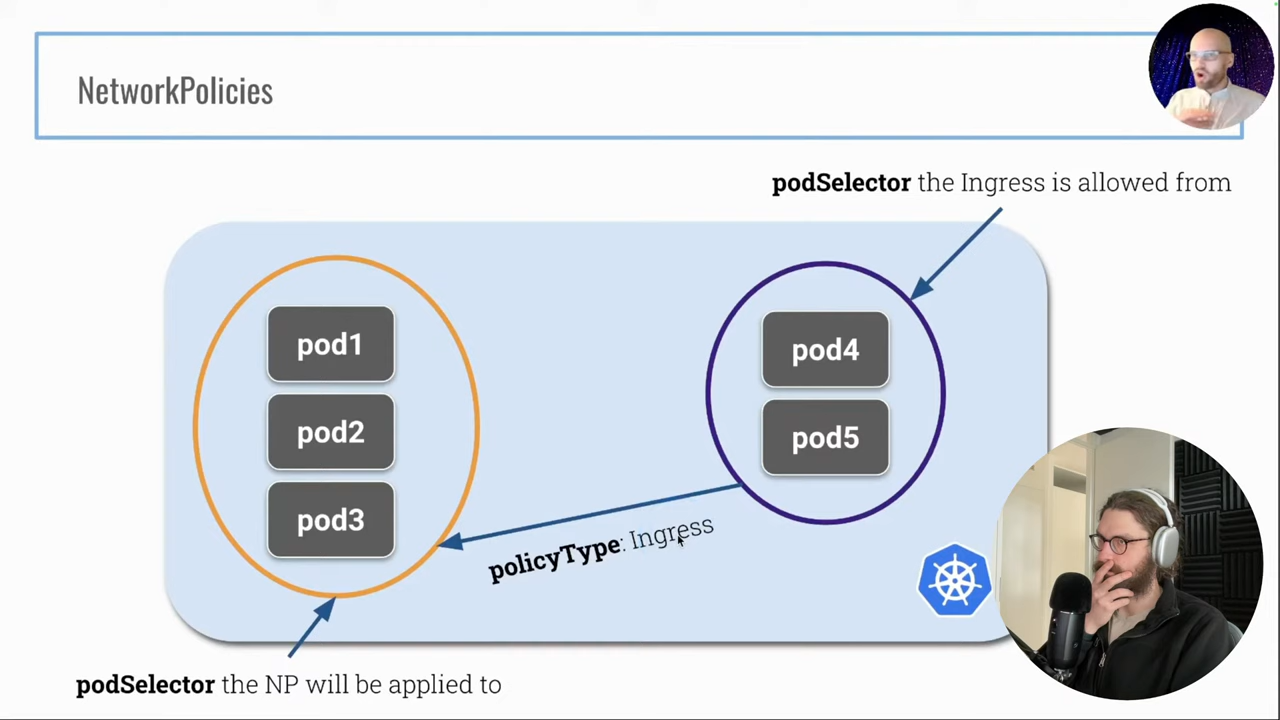 NetworkPolicies
podSelector the Ingress is allowed from
pod1
pod2
pod3
pod4
pod5
policyType: Ingress
podSelector the NP will be applied to